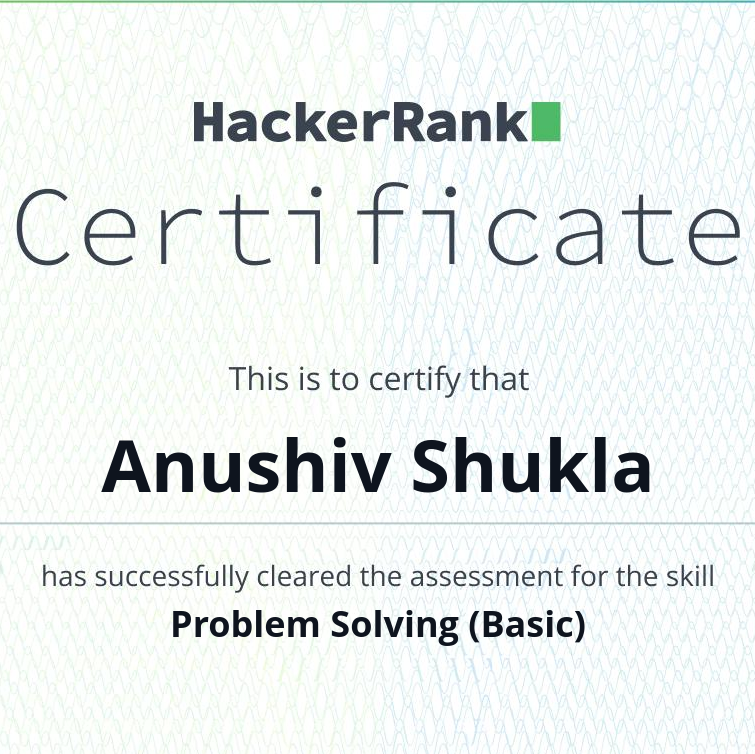 HackerRank
Certificate
This is to certify that
Anushiv Shukla
has successfully cleared the assessment for the skill
Problem Solving (Basic)